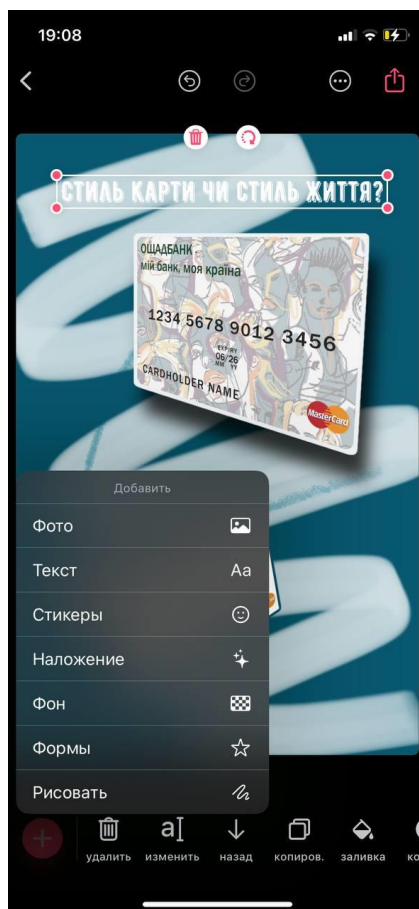 19:08
СТИЛЬ КАРТИ ЧИ СТИЛЬ ЖИТТЯ?
ОЩАДБАНК
мій банк, моя країна
1234 5678 9012 3456
EXPIRY
06/26
MM YY
CARDHOLDER NAME
MasterCard
Добавить
Фото
Текст
Aa
Стикеры
Наложение
Фон
Формы
Рисовать
удалить
изменить
назад
копиров.
заливка